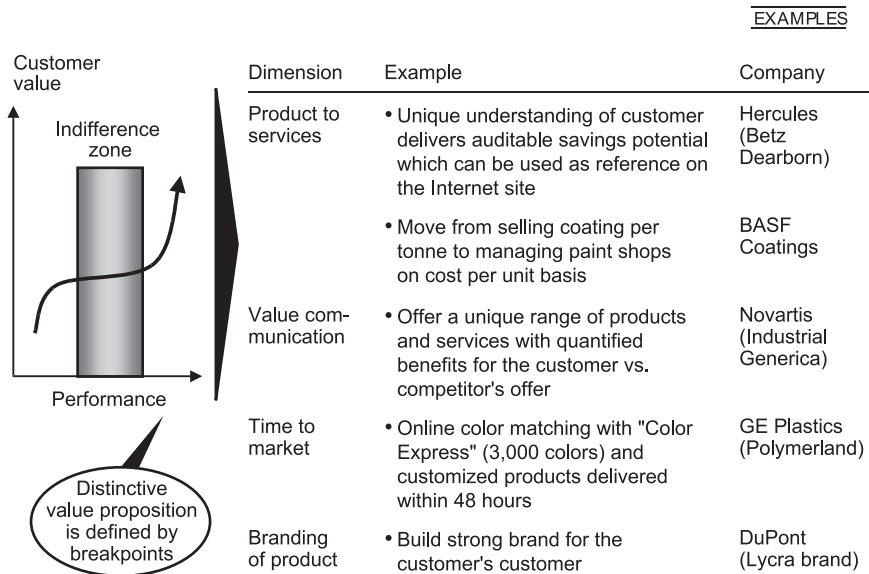 EXAMPLES
Customer
value
Indifference
zone
Performance
Distinctive
value proposition
is defined by
breakpoints
Dimension Example Company
Product to
services
• Unique understanding of customer
delivers auditable savings potential
which can be used as reference on
the Internet site
Hercules
(Betz
Dearborn)
• Move from selling coating per
tonne to managing paint shops
on cost per unit basis
BASF
Coatings
Value com-
munication
• Offer a unique range of products
and services with quantified
benefits for the customer vs.
competitor's offer
Novartis
(Industrial
Generica)
Time to
market
• Online color matching with "Color
Express" (3,000 colors) and
customized products delivered
within 48 hours
GE Plastics
(Polymerland)
Branding
of product
• Build strong brand for the
customer's customer
DuPont
(Lycra brand)